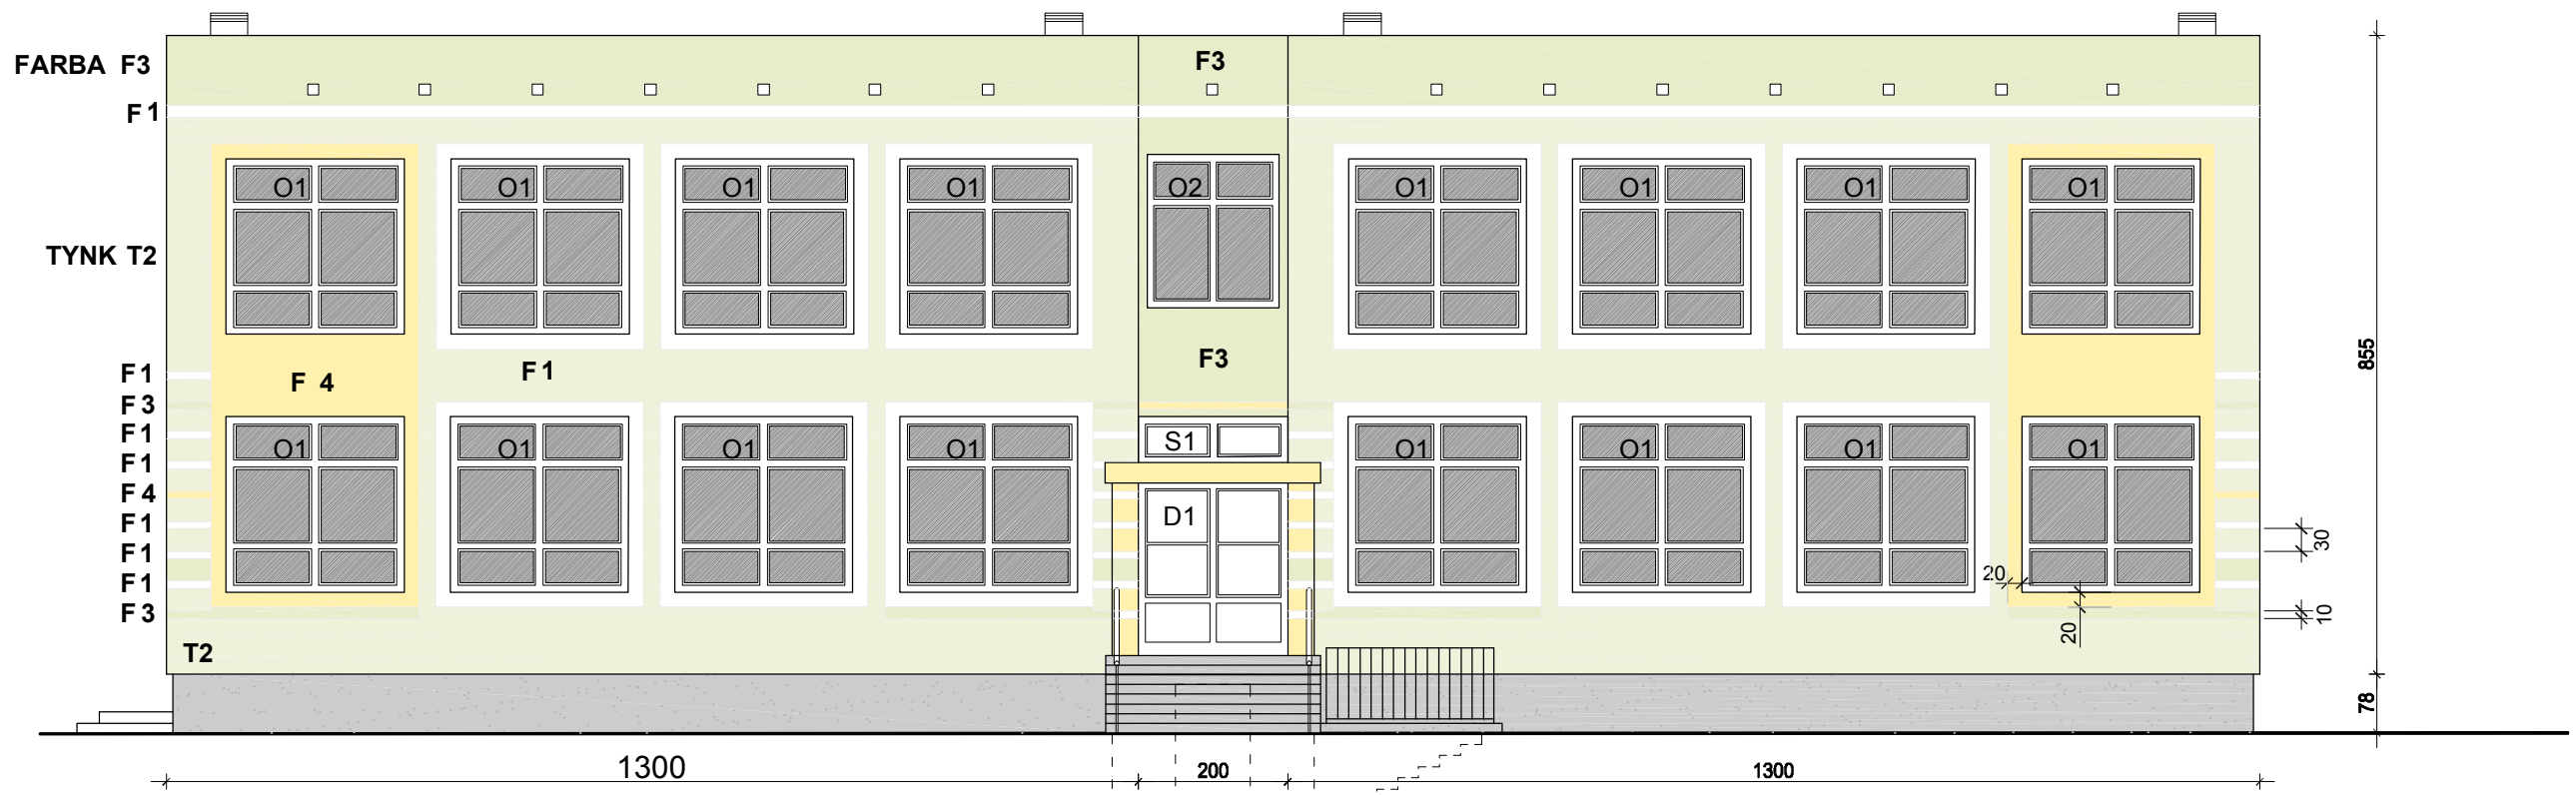 FARBA F3
F3
F1
O1 O1 O1 O1 O2 O1 O1 O1 O1
TYNK T2
855
F1
F 4
F1
F3
F3
F1
O1 O1 O1 O1 S1 O1 O1 O1 O1
F1
F4
D1
F1
30
F1
F1
20
F3
10
20
T2
78
1300
200
1300